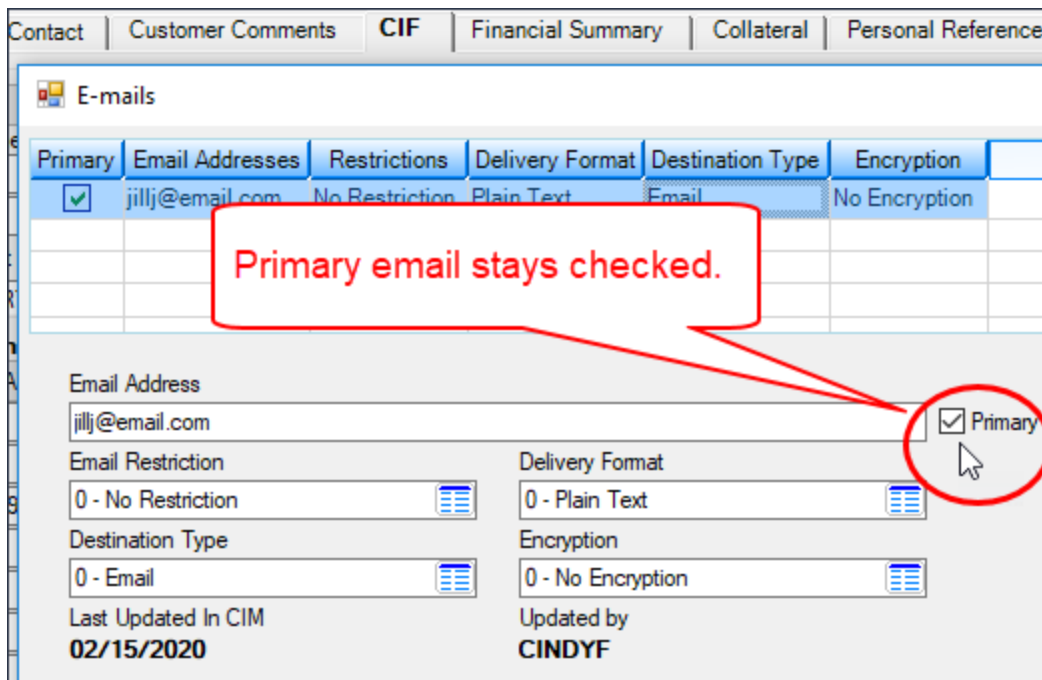 Contact | Customer Comments CIF Financial Summary | Collateral | Personal Reference
E-mails
Primary Email Addresses Restrictions Delivery Format Destination Type Encryption
jillj@email.com No Restriction Plain Text Email No Encryption
Primary email stays checked.
Email Address
jillj@email.com Primary
Email Restriction Delivery Format
0 - No Restriction 0 - Plain Text
Destination Type Encryption
0 - Email 0 - No Encryption
Last Updated In CIM Updated by
02/15/2020 CINDYF